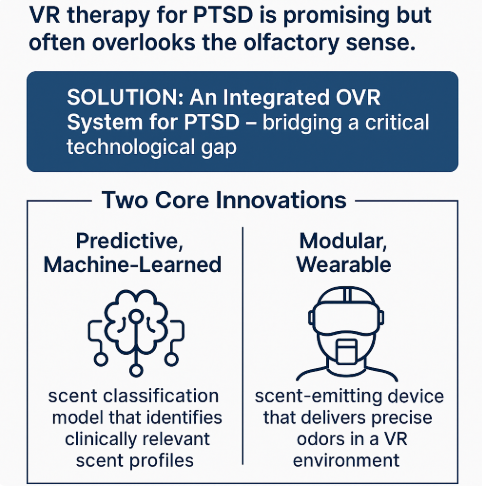 VR therapy for PTSD is promising but
often overlooks the olfactory sense.
SOLUTION: An Integrated OVR
System for PTSD – bridging a critical
technological gap
Two Core Innovations
Predictive,
Machine-Learned
scent classification
model that identifies
clinically relevant
scent profiles
Modular,
Wearable
scent-emitting device
that delivers precise
odors in a VR
environment